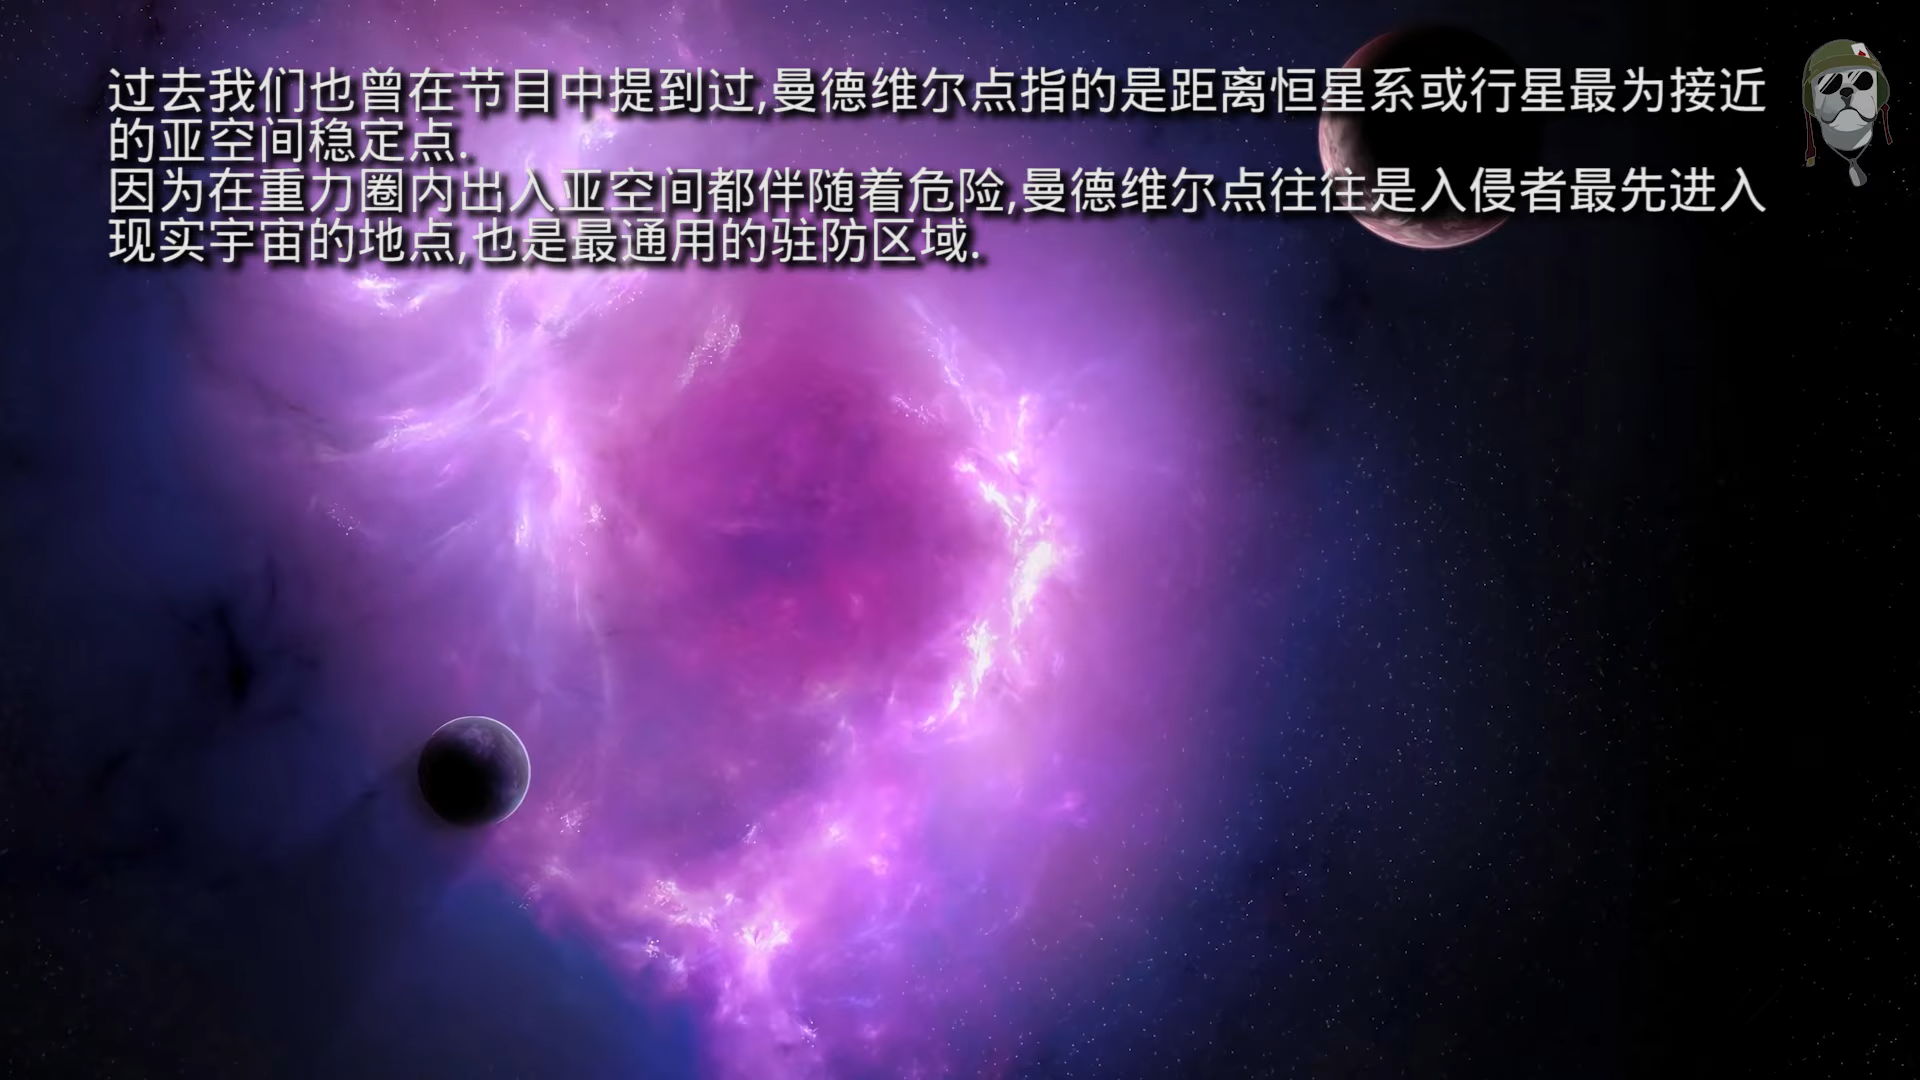 过去我们也曾在节目中提到过,曼德维尔点指的是距离恒星系或行星最为接近
的亚空间稳定点.
因为在重力圈内出入亚空间都伴随着危险,曼德维尔点往往是入侵者最先进入
现实宇宙的地点,也是最通用的驻防区域.